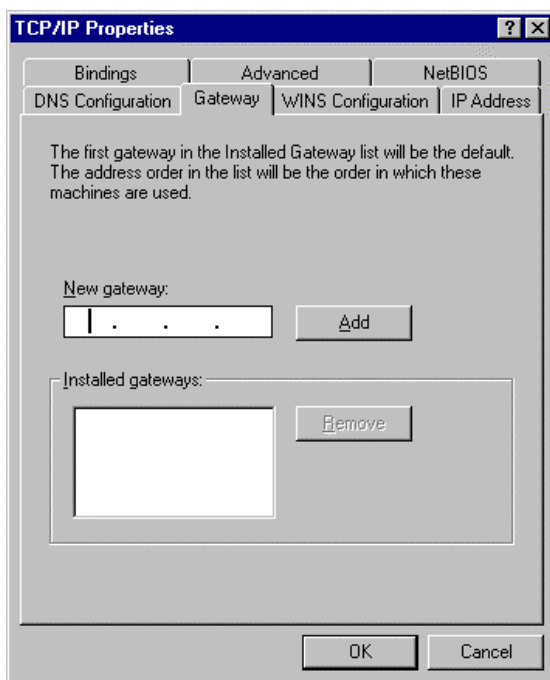 TCP/IP Properties
Bindings Advanced NetBIOS
DNS Configuration Gateway WINS Configuration IP Address
The first gateway in the Installed Gateway list will be the default.
The address order in the list will be the order in which these
machines are used.
New gateway:
. . .
Add
Installed gateways:
Remove
OK Cancel